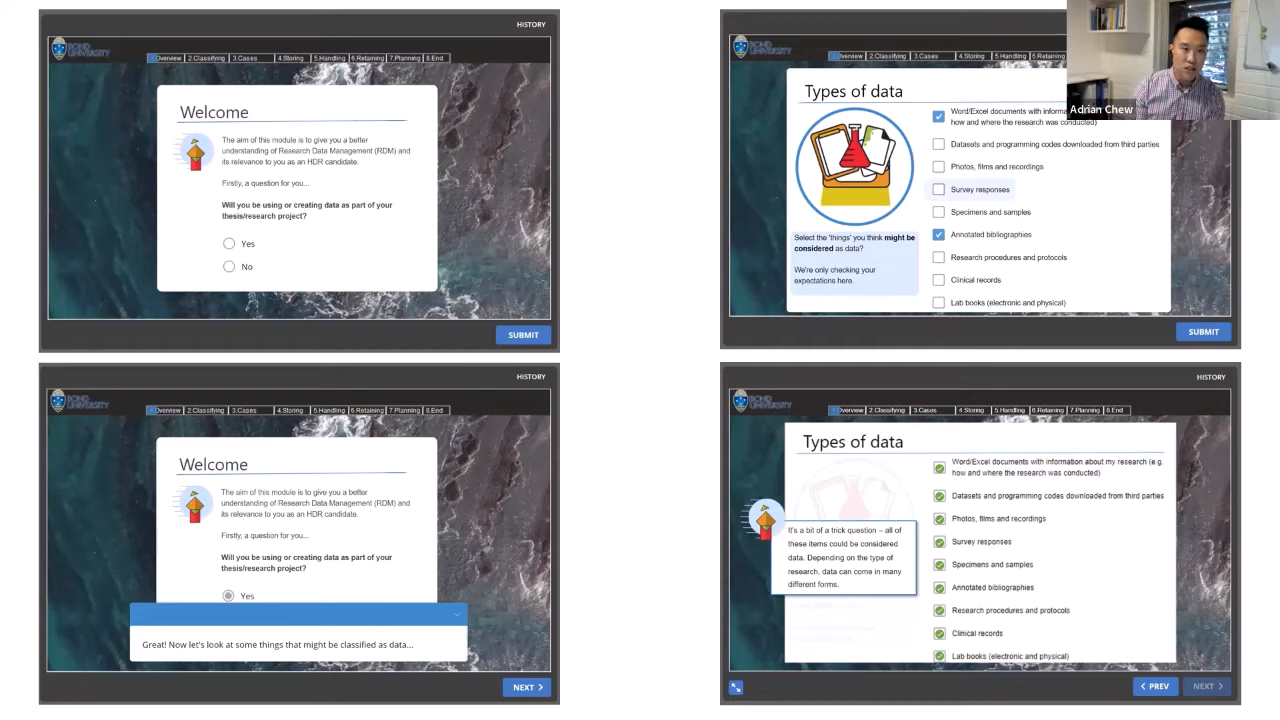 HISTORY
BOND
UNIVERSITY
1.Overview 2.Classifying 3.Cases 4.Storing 5.Handling 6.Retaining 7.Planning 8.End
Welcome
The aim of this module is to give you a better
understanding of Research Data Management (RDM) and
its relevance to you as an HDR candidate.
Firstly, a question for you...
Will you be using or creating data as part of your
thesis/research project?
Yes
No
SUBMIT
BOND
UNIVERSITY
1.Overview 2.Classifying 3.Cases 4.Storing 5.Handling 6.Retaining
Adrian Chew
Types of data
Select the 'things' you think might be
considered as data?
We're only checking your
expectations here.
Word/Excel documents with
how and where the research was conducted)
Datasets and programming codes downloaded from third parties
Photos, films and recordings
Survey responses
Specimens and samples
Annotated bibliographies
Research procedures and protocols
Clinical records
Lab books (electronic and physical)
SUBMIT
HISTORY
BOND
UNIVERSITY
1.Overview 2.Classifying 3.Cases 4.Storing 5.Handling 6.Retaining 7.Planning 8.End
Welcome
The aim of this module is to give you a better
understanding of Research Data Management (RDM) and
its relevance to you as an HDR candidate.
Firstly, a question for you...
Will you be using or creating data as part of your
thesis/research project?
Yes
Great! Now let's look at some things that might be classified as data...
NEXT
HISTORY
BOND
UNIVERSITY
1.Overview 2.Classifying 3.Cases 4.Storing 5.Handling 6.Retaining 7.Planning 8.End
Types of data
It's a bit of a trick question – all of
these items could be considered
data. Depending on the type of
research, data can come in many
different forms.
Word/Excel documents with information about my research (e.g.
how and where the research was conducted)
Datasets and programming codes downloaded from third parties
Photos, films and recordings
Survey responses
Specimens and samples
Annotated bibliographies
Research procedures and protocols
Clinical records
Lab books (electronic and physical)
PREV
NEXT